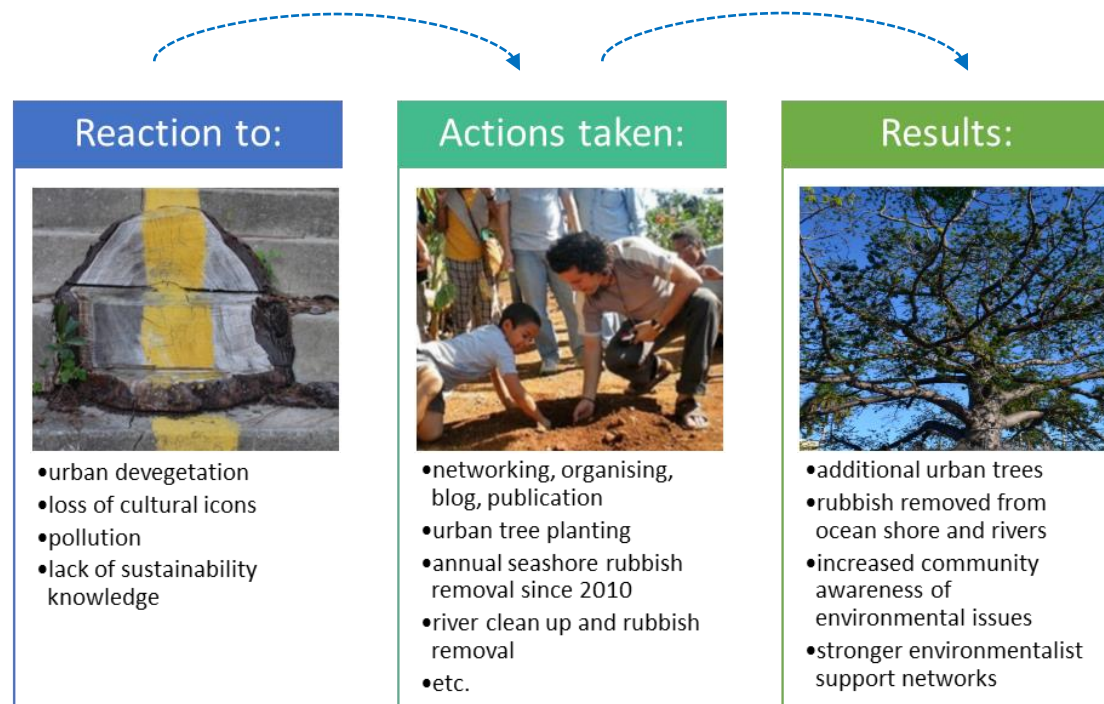 Reaction to:
•urban devegetation
•loss of cultural icons
•pollution
•lack of sustainability
knowledge
Actions taken:
•networking, organising,
blog, publication
•urban tree planting
•annual seashore rubbish
removal since 2010
•river clean up and rubbish
removal
•etc.
Results:
•additional urban trees
•rubbish removed from
ocean shore and rivers
•increased community
awareness of
environmental issues
•stronger environmentalist
support networks